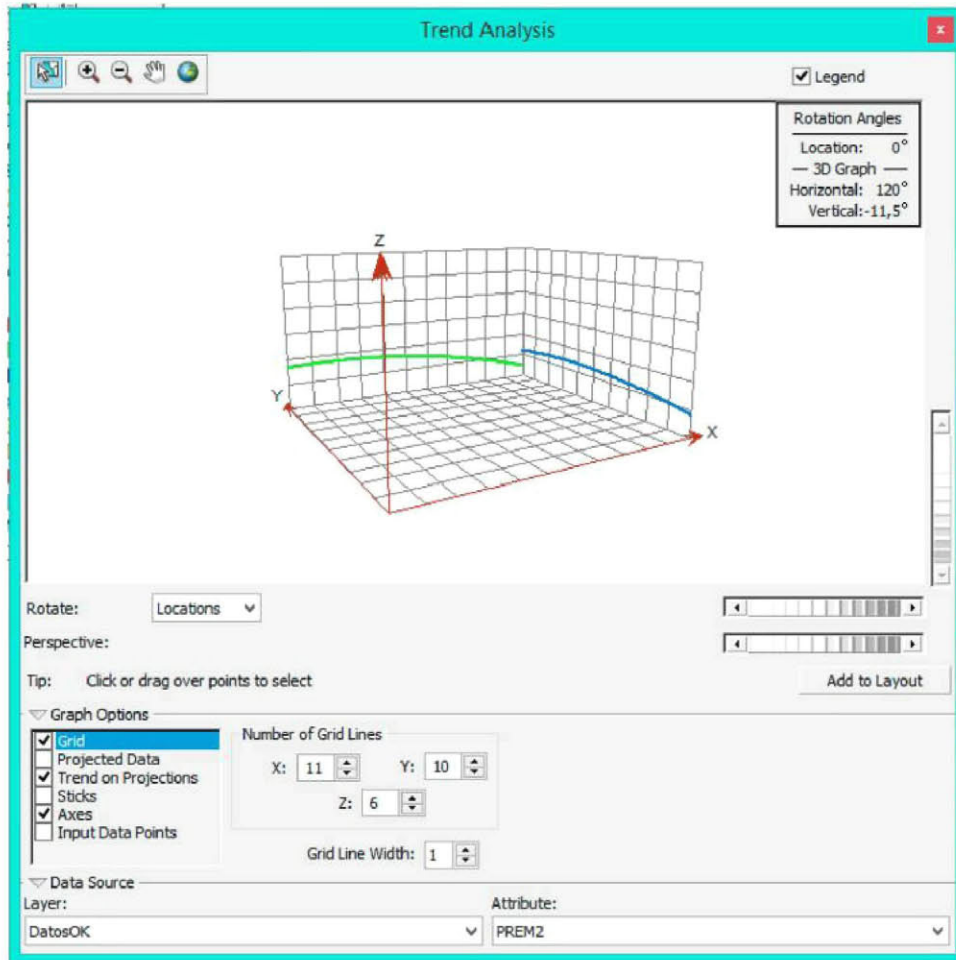 Trend Analysis
x
Legend
Rotation Angles
Location: 0°
— 3D Graph —
Horizontal: 120°
Vertical:-11,5°
Z
Y
X
Rotate: Locations
Perspective:
Tip: Click or drag over points to select Add to Layout
Graph Options
Grid
Projected Data
Trend on Projections
Sticks
Axes
Input Data Points
Number of Grid Lines
X: 11 Y: 10
Z: 6
Grid Line Width: 1
Data Source
Layer: Attribute:
DatosOK PREM2